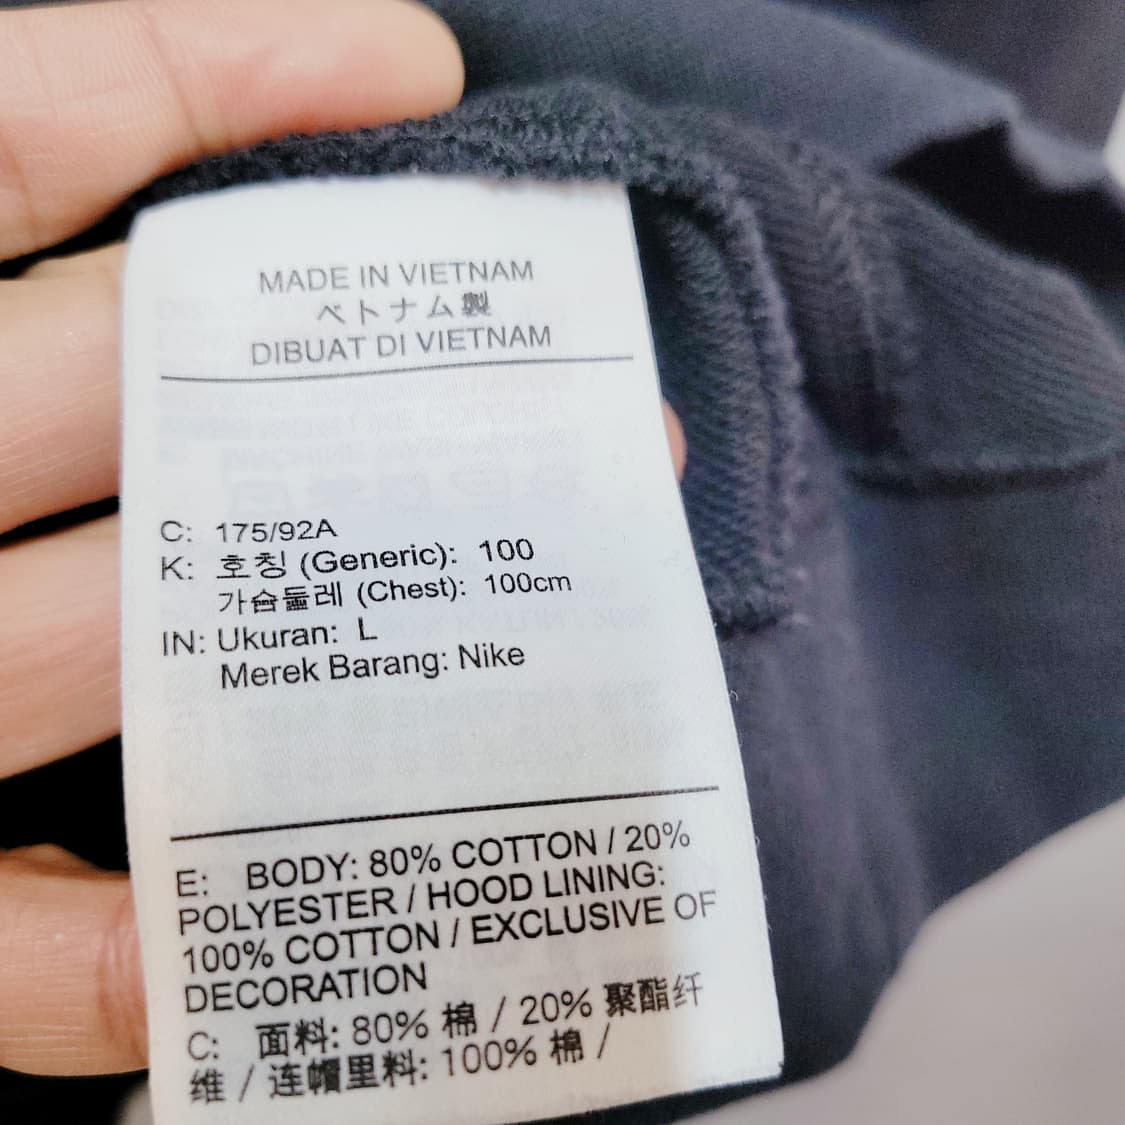 MADE IN VIETNAM
ベトナム製
DIBUAT DI VIETNAM
C: 175/92A
K: 호칭 (Generic): 100
가슴둘레 (Chest): 100cm
IN: Ukuran: L
Merek Barang: Nike
E: BODY: 80% COTTON / 20%
POLYESTER / HOOD LINING:
100% COTTON / EXCLUSIVE OF
DECORATION
C: 面料: 80% 棉 / 20% 聚酯纤
维 / 连帽里料: 100% 棉 /